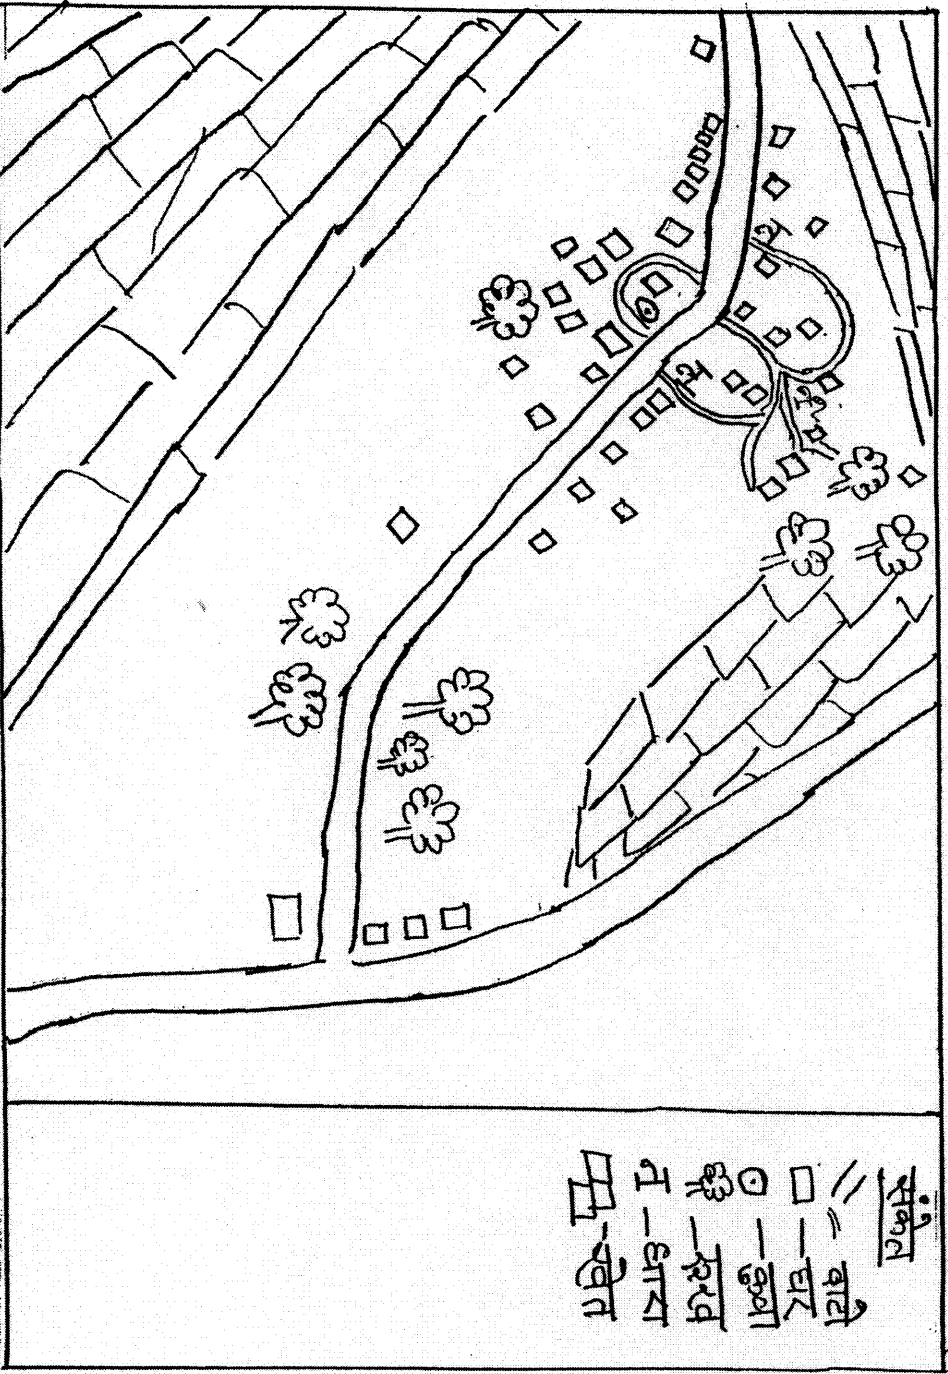 संकेत
बाटो
— घर
— कुवा
— रूख
— धारा
— खेत